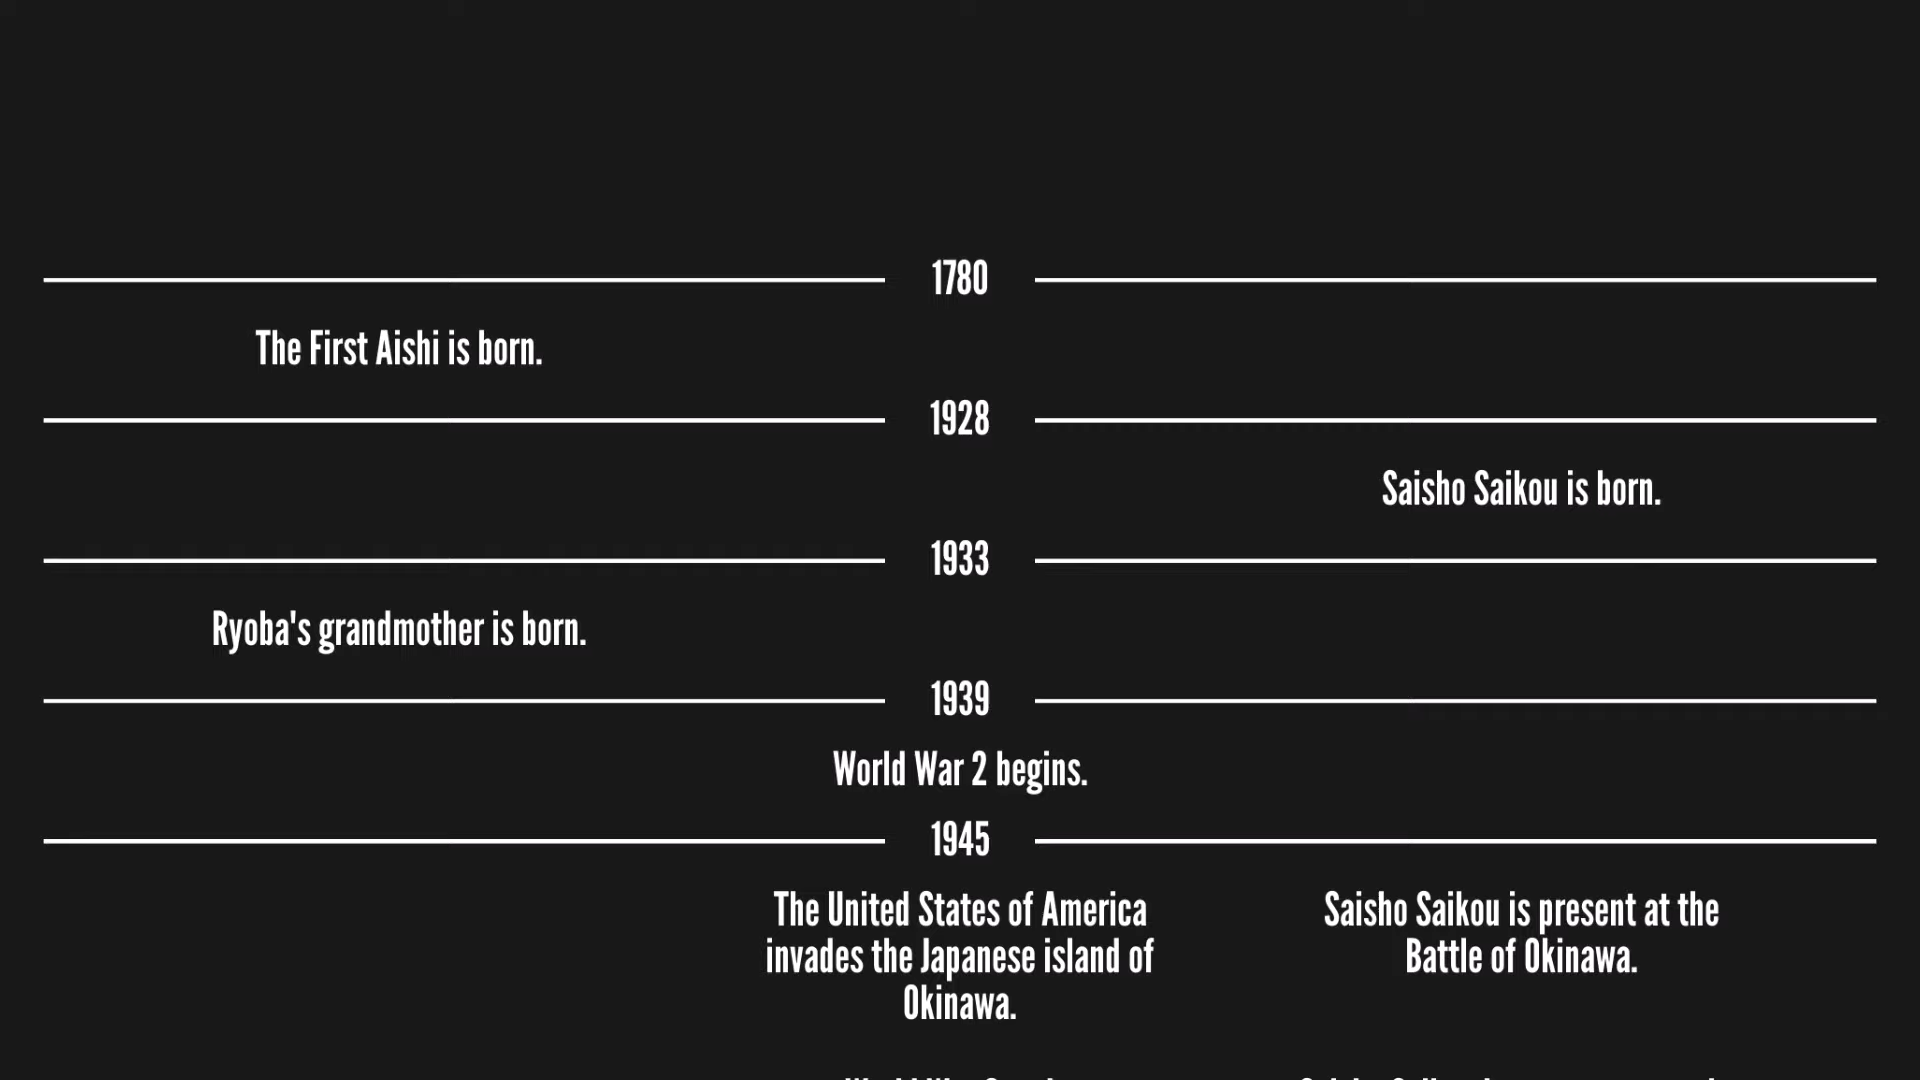 1780
The First Aishi is born.
1928
Saisho Saikou is born.
1933
Ryoba's grandmother is born.
1939
World War 2 begins.
1945
The United States of America
invades the Japanese island of
Okinawa.
Saisho Saikou is present at the
Battle of Okinawa.